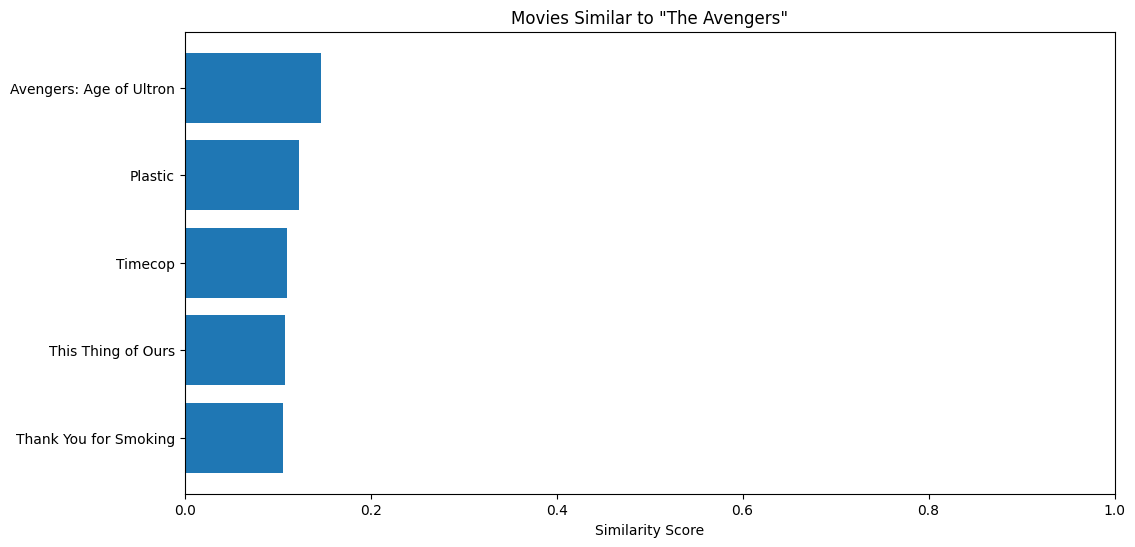 Movies Similar to "The Avengers"
Avengers: Age of Ultron
Plastic
Timecop
This Thing of Ours
Thank You for Smoking
0.0 0.2 0.4 0.6 0.8 1.0
Similarity Score